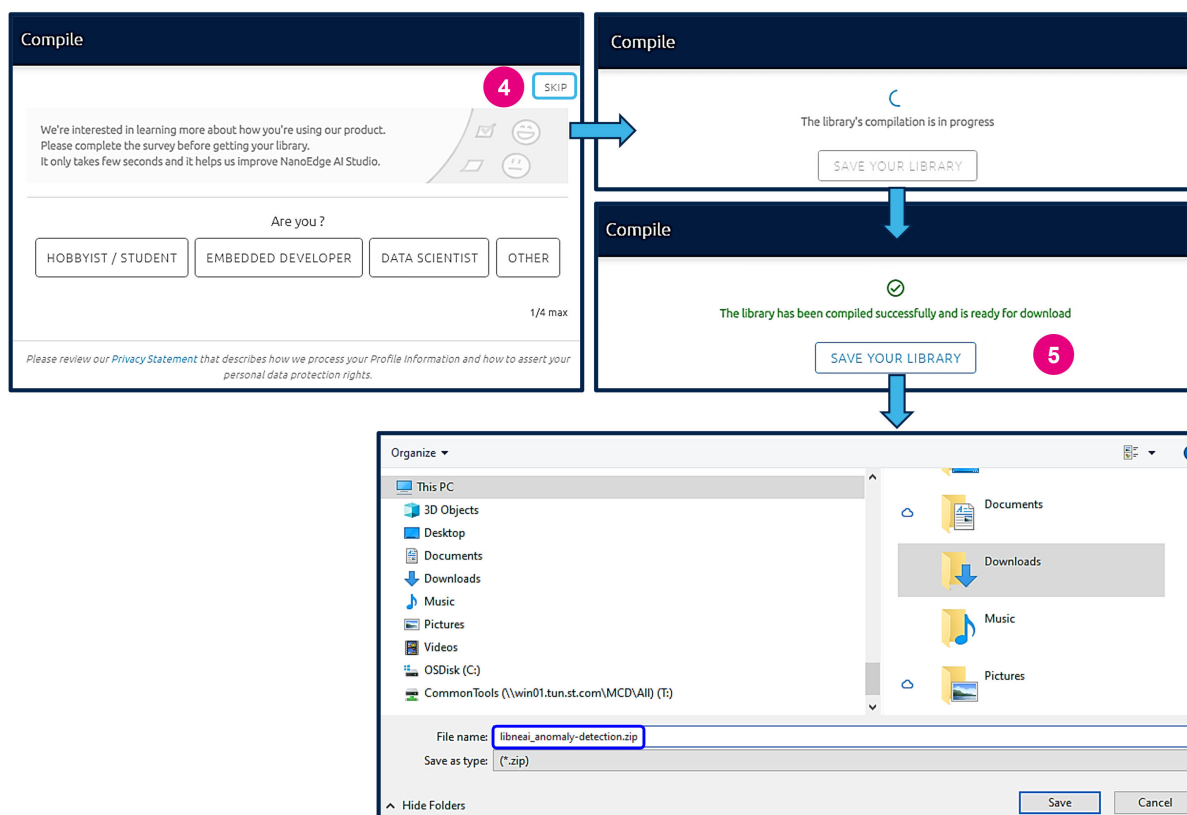 Compile
4
SKIP
We're interested in learning more about how you're using our product.
Please complete the survey before getting your library.
It only takes few seconds and it helps us improve NanoEdge AI Studio.
Are you ?
HOBBYIST / STUDENT EMBEDDED DEVELOPER DATA SCIENTIST OTHER
1/4 max
Please review our Privacy Statement that describes how we process your Profile Information and how to assert your
personal data protection rights.
Compile
The library's compilation is in progress
SAVE YOUR LIBRARY
Compile
The library has been compiled successfully and is ready for download
SAVE YOUR LIBRARY
5
Organize
This PC
3D Objects
Desktop
Documents
Downloads
Music
Pictures
Videos
OSDisk (C:)
CommonTools (\\win01.tun.st.com\MCD\All) (T:)
Documents
Downloads
Music
Pictures
File name: libneai_anomaly-detection.zip
Save as type: (*.zip)
Hide Folders
Save Cancel